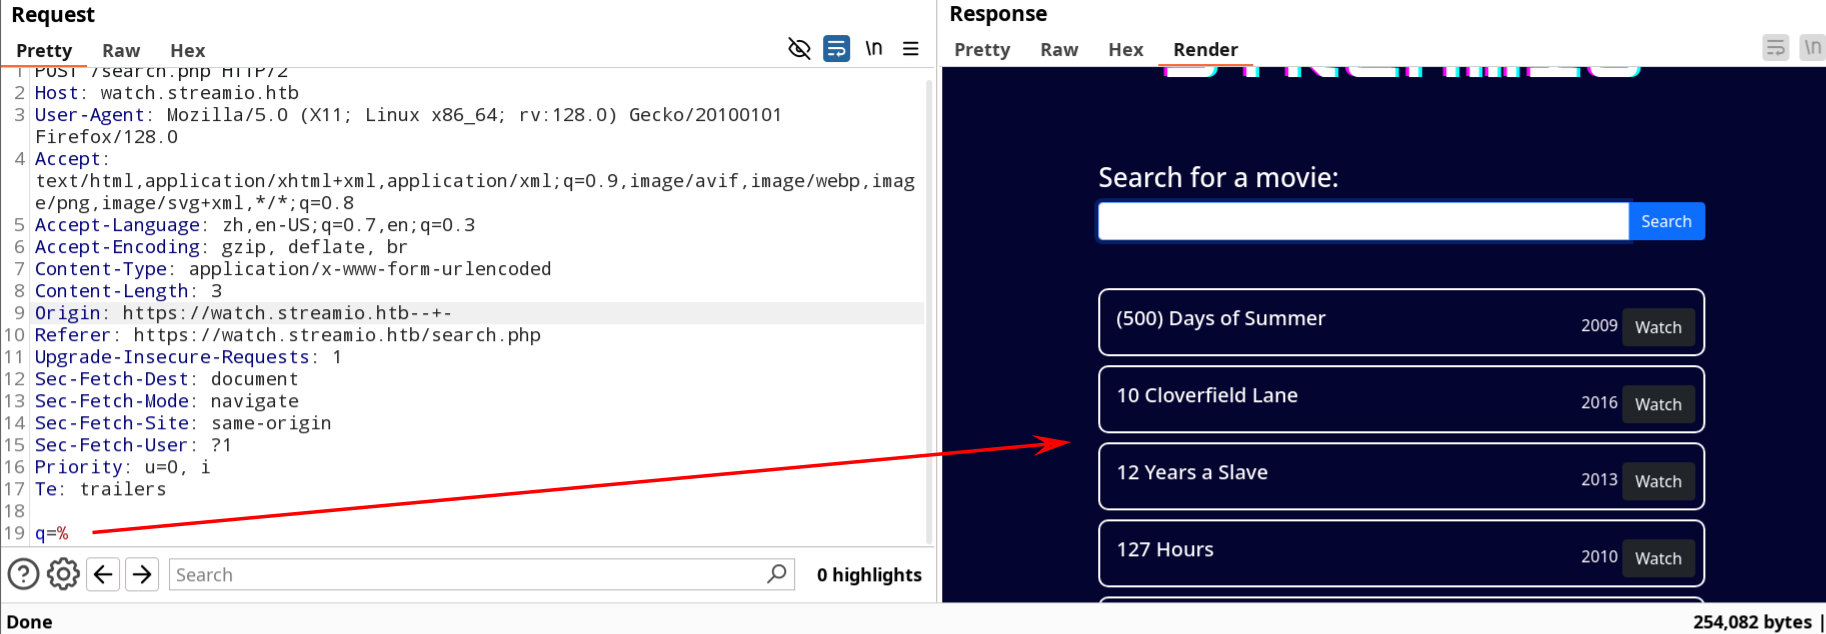 Request
Pretty Raw Hex \n
1 POST /search.php HTTP/2
2 Host: watch.streamio.htb
3 User-Agent: Mozilla/5.0 (X11; Linux x86_64; rv:128.0) Gecko/20100101
Firefox/128.0
4 Accept:
text/html,application/xhtml+xml,application/xml;q=0.9,image/avif,image/webp,imag
e/png,image/svg+xml,*/*;q=0.8
5 Accept-Language: zh,en-US;q=0.7,en;q=0.3
6 Accept-Encoding: gzip, deflate, br
7 Content-Type: application/x-www-form-urlencoded
8 Content-Length: 3
9 Origin: https://watch.streamio.htb--+-
10 Referer: https://watch.streamio.htb/search.php
11 Upgrade-Insecure-Requests: 1
12 Sec-Fetch-Dest: document
13 Sec-Fetch-Mode: navigate
14 Sec-Fetch-Site: same-origin
15 Sec-Fetch-User: ?1
16 Priority: u=0, i
17 Te: trailers
18
19 q=%
Search
0 highlights
Done
Response
Pretty Raw Hex Render \n
Search for a movie:
Search
(500) Days of Summer 2009 Watch
10 Cloverfield Lane 2016 Watch
12 Years a Slave 2013 Watch
127 Hours 2010 Watch
254,082 bytes |